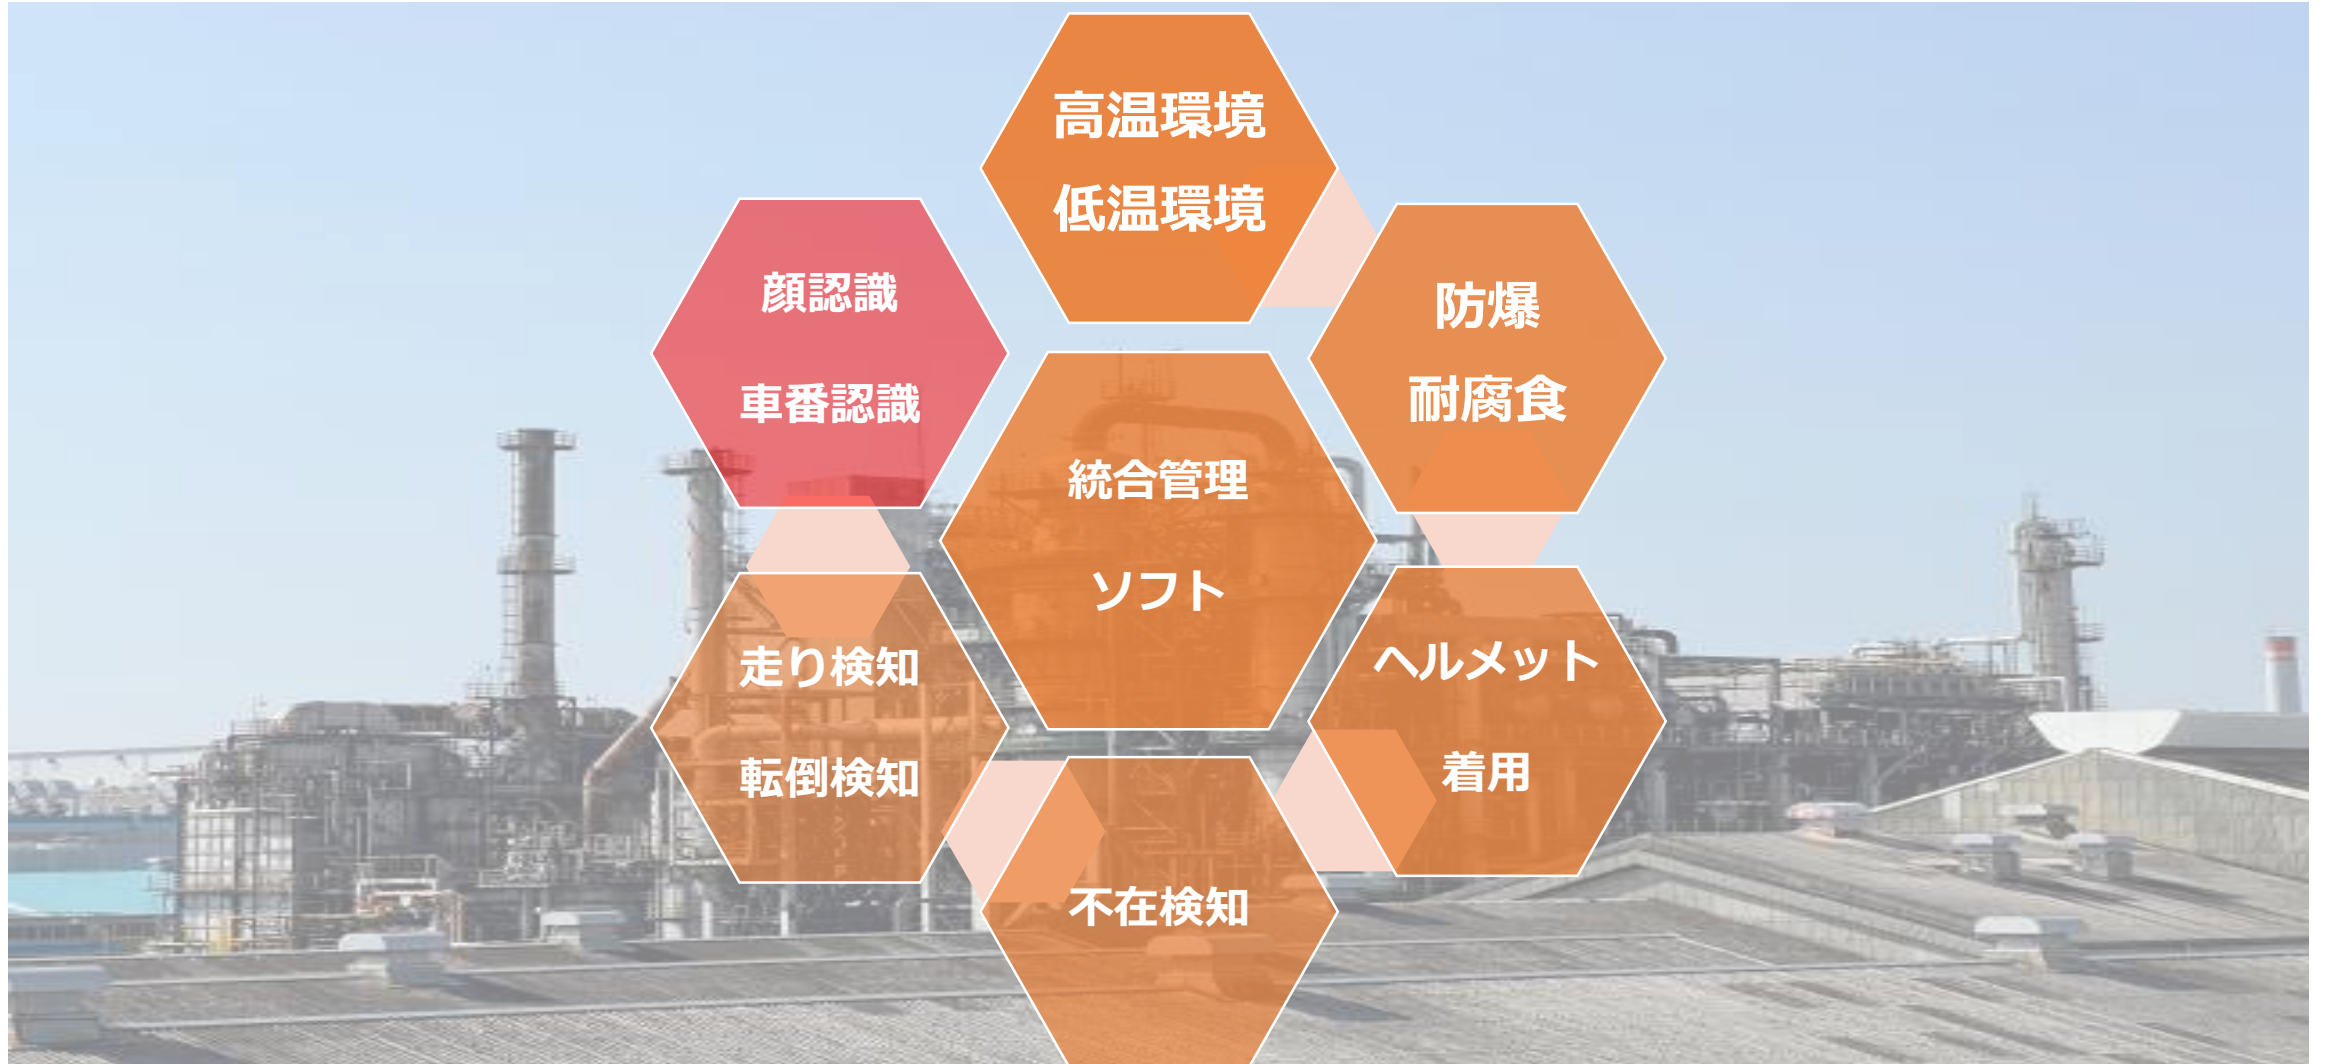 高温環境
低温環境
顔認識
車番認識
防爆
耐腐食
統合管理
ソフト
走り検知
転倒検知
ヘルメット
着用
不在検知